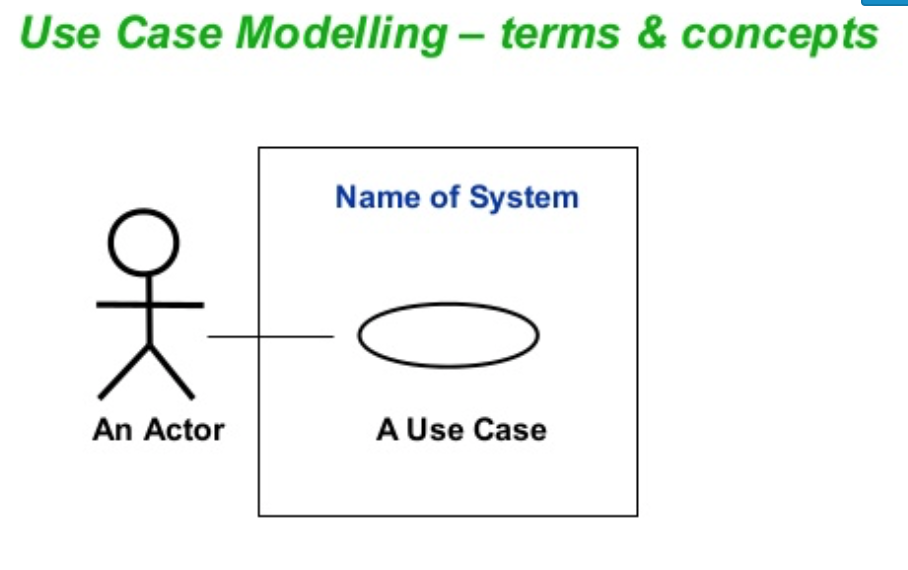 Use Case Modelling – terms & concepts
Name of System
An Actor
A Use Case